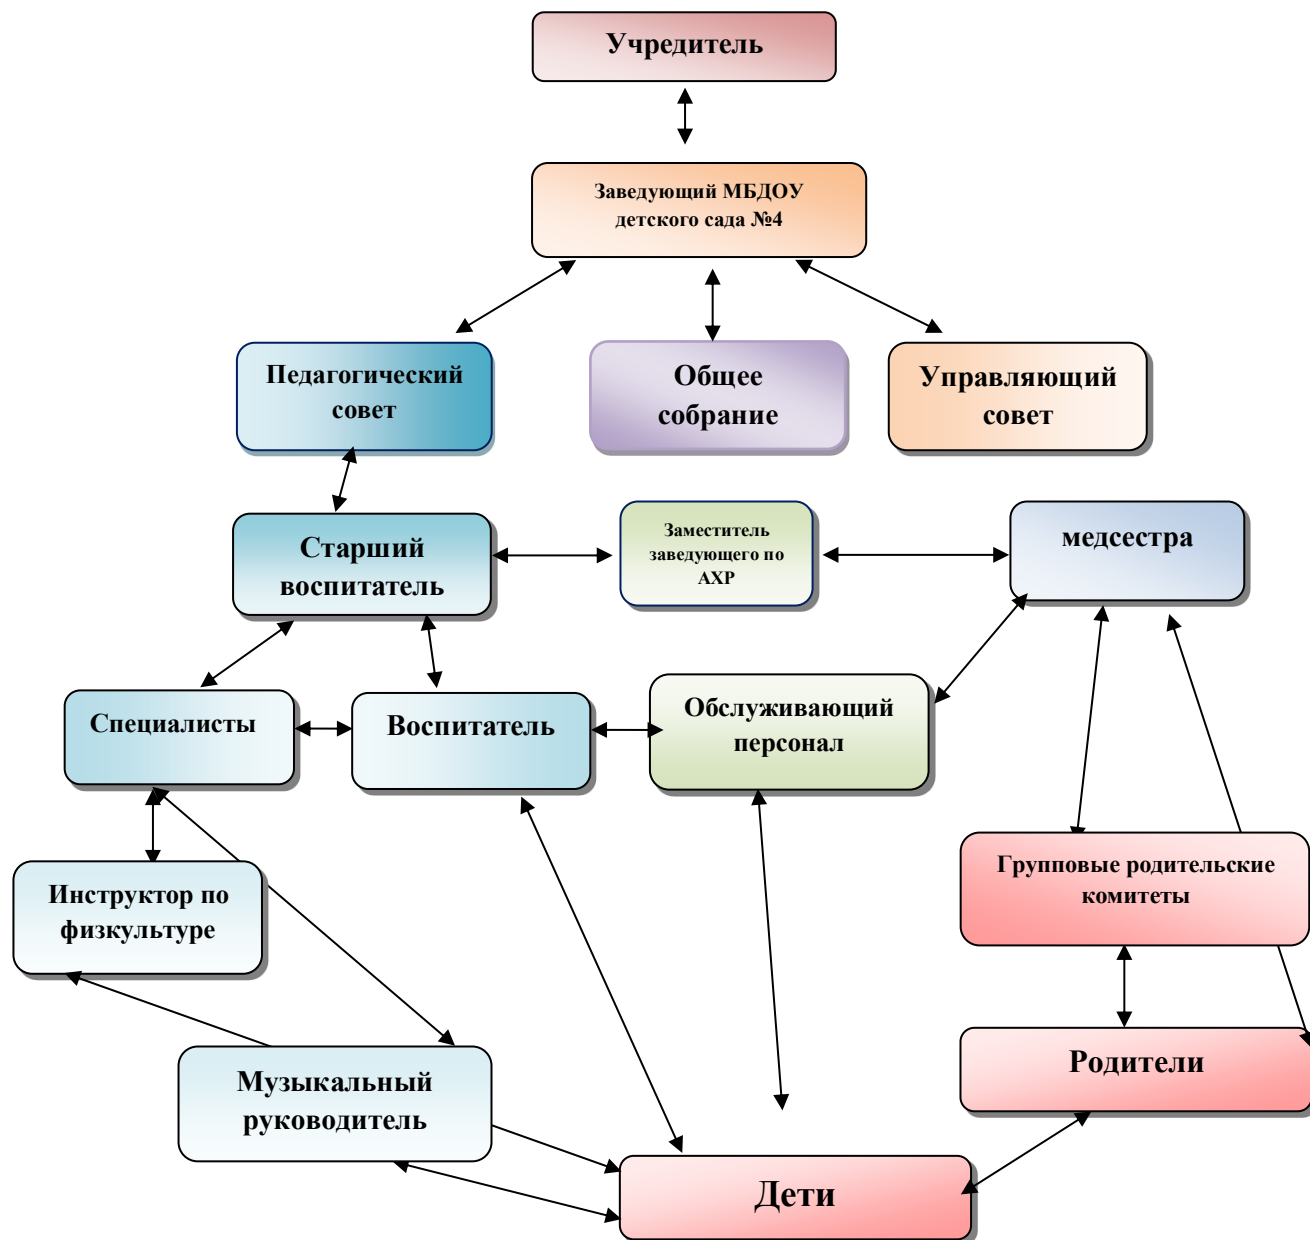 Учредитель
Заведующий МБДОУ
детского сада №4
Педагогический
совет
Общее
собрание
Управляющий
совет
Старший
воспитатель
Заместитель
заведующего по
АХР
медсестра
Специалисты
Воспитатель
Обслуживающий
персонал
Инструктор по
физкультуре
Групповые родительские
комитеты
Музыкальный
руководитель
Родители
Дети